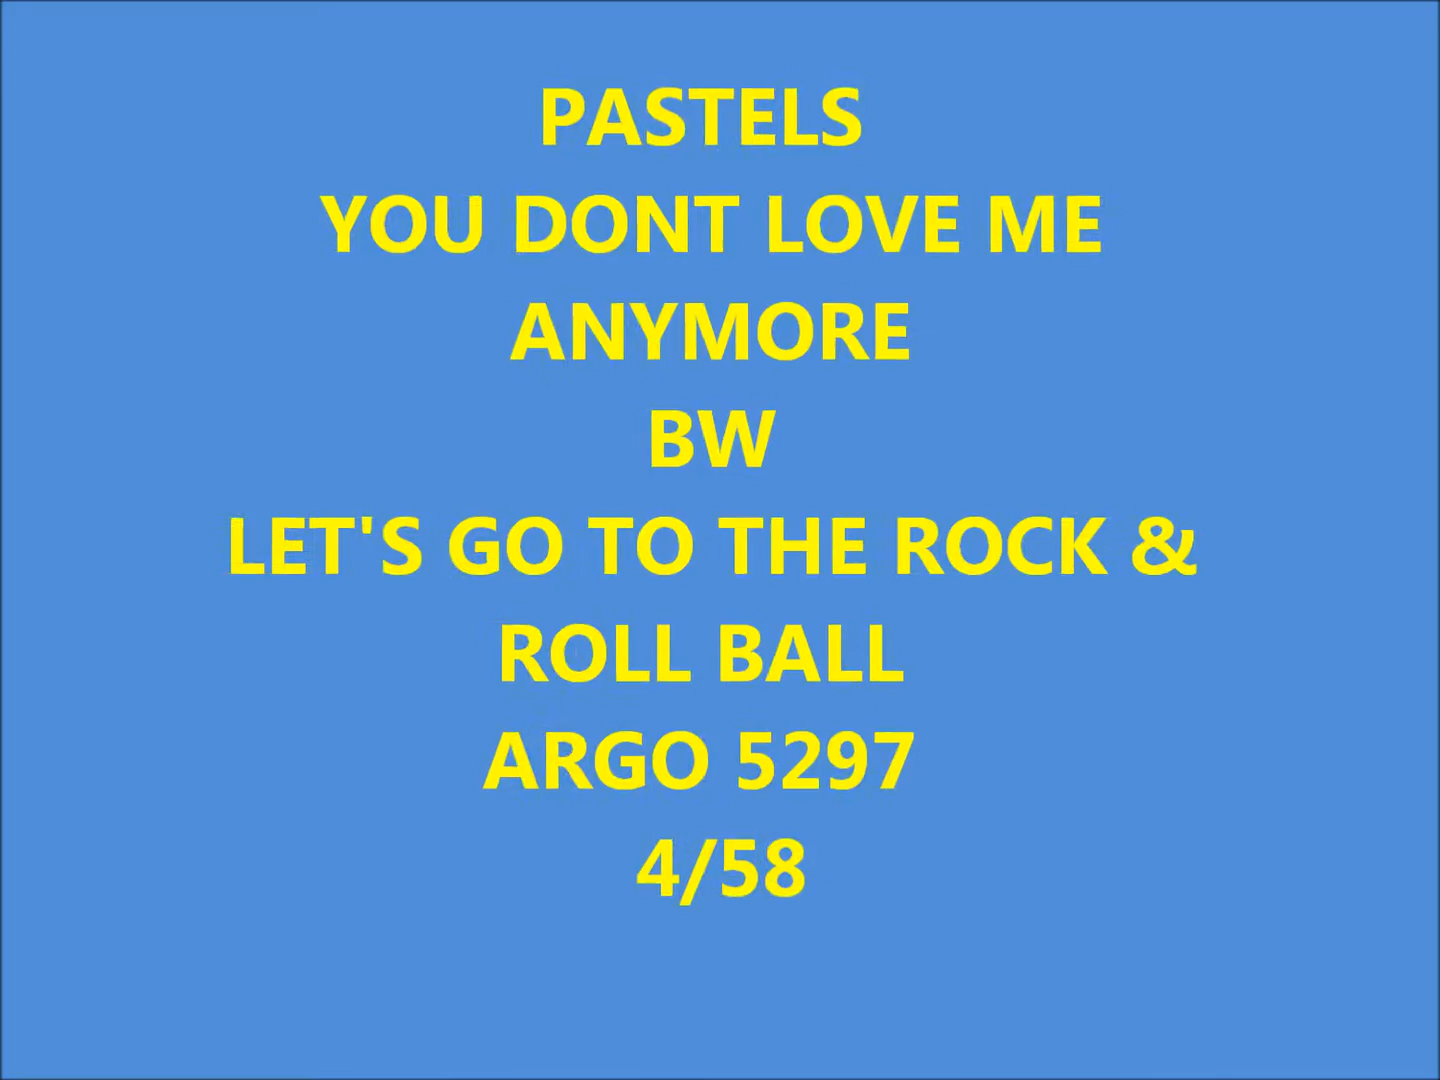 PASTELS
YOU DONT LOVE ME
ANYMORE
BW
LET'S GO TO THE ROCK &
ROLL BALL
ARGO 5297
4/58